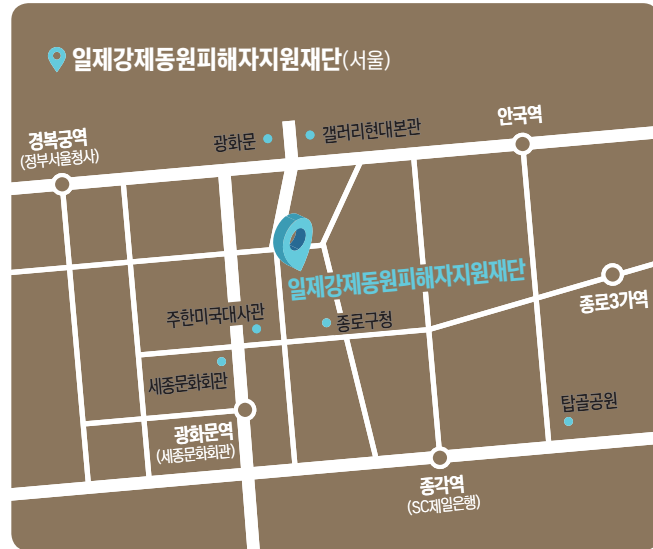 일제강제동원피해자지원재단(서울)
안국역
경복궁역
(정부서울청사)
광화문
갤러리현대본관
일제강제동원피해자지원재단
종로3가역
주한미국대사관
종로구청
세종문화회관
탑골공원
광화문역
(세종문화회관)
종각역
(SC제일은행)